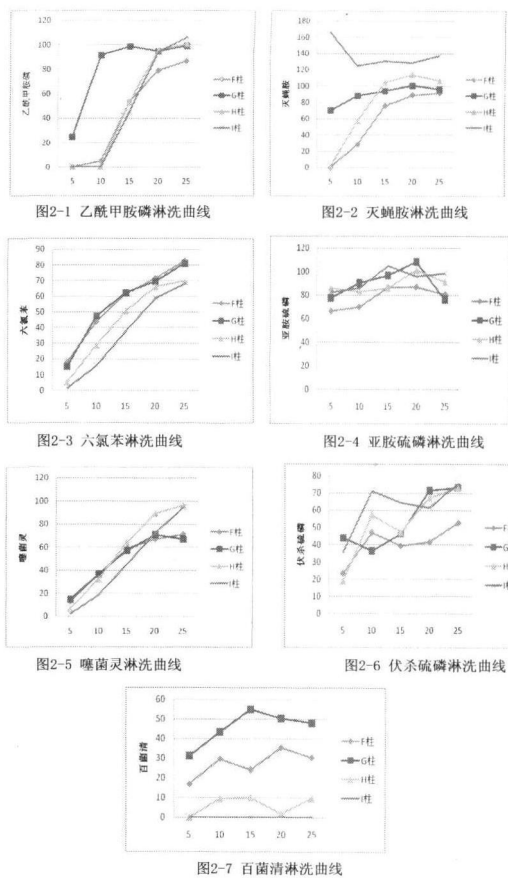 120
100
80
60
40
20
0
乙酰甲胺磷
5 10 15 20 25
F柱
G柱
H柱
I柱
图2-1 乙酰甲胺磷淋洗曲线
180
160
140
120
100
80
60
40
20
0
灭蝇胺
5 10 15 20 25
F柱
G柱
H柱
I柱
图2-2 灭蝇胺淋洗曲线
90
80
70
60
50
40
30
20
10
0
六氯苯
5 10 15 20 25
F柱
G柱
H柱
I柱
图2-3 六氯苯淋洗曲线
120
100
80
60
40
20
0
亚胺硫磷
5 10 15 20 25
F柱
G柱
H柱
I柱
图2-4 亚胺硫磷淋洗曲线
120
100
80
60
40
20
0
噻菌灵
5 10 15 20 25
F柱
G柱
H柱
I柱
图2-5 噻菌灵淋洗曲线
80
70
60
50
40
30
20
10
0
伏杀硫磷
5 10 15 20 25
F柱
G柱
H柱
I柱
图2-6 伏杀硫磷淋洗曲线
60
50
40
30
20
10
0
百菌清
5 10 15 20 25
F柱
G柱
H柱
I柱
图2-7 百菌清淋洗曲线